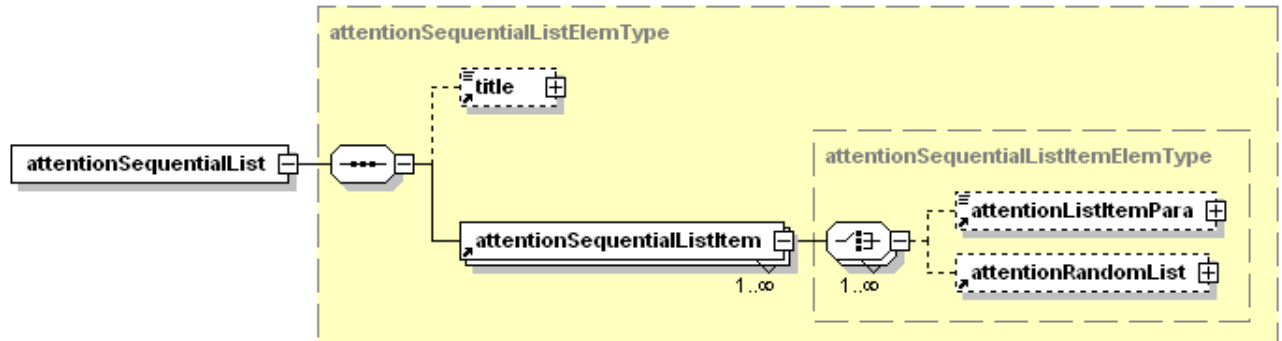 attentionSequentialListElemType
title
attentionSequentialList
attentionSequentialListItemElemType
attentionListItemPara
attentionSequentialListItem
attentionRandomList
1..∞
1..∞